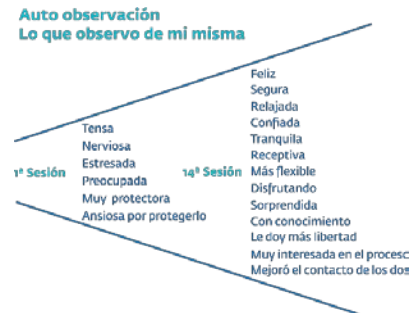 Auto observación
Lo que observo de mi misma
1ª Sesión
Tensa
Nerviosa
Estresada
Preocupada
Muy protectora
Ansiosa por protegerlo
14ª Sesión
Feliz
Segura
Relajada
Confiada
Tranquila
Receptiva
Más flexible
Disfrutando
Sorprendida
Con conocimiento
Le doy más libertad
Muy interesada en el proceso
Mejoró el contacto de los dos